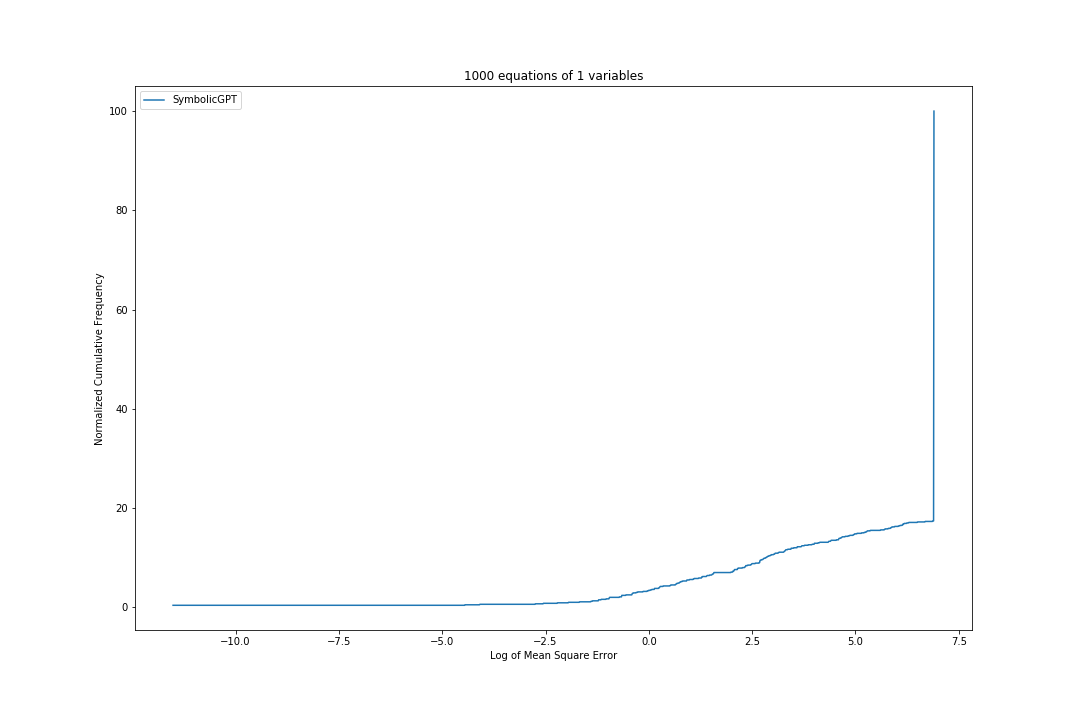 1000 equations of 1 variables
SymbolicGPT
100
80
60
40
20
0
Normalized Cumulative Frequency
−10.0 −7.5 −5.0 −2.5 0.0 2.5 5.0 7.5
Log of Mean Square Error